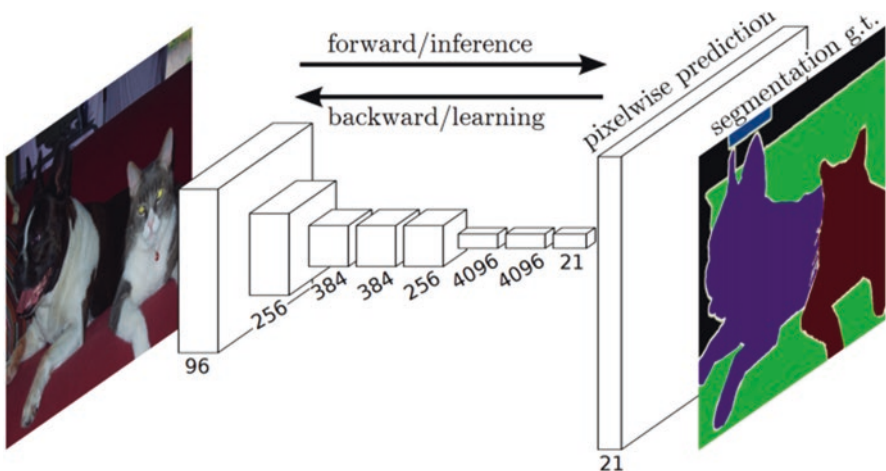 forward/inference
backward/learning
pixelwise prediction
segmentation g.t.
96
256
384
384
256
4096
4096
21
21